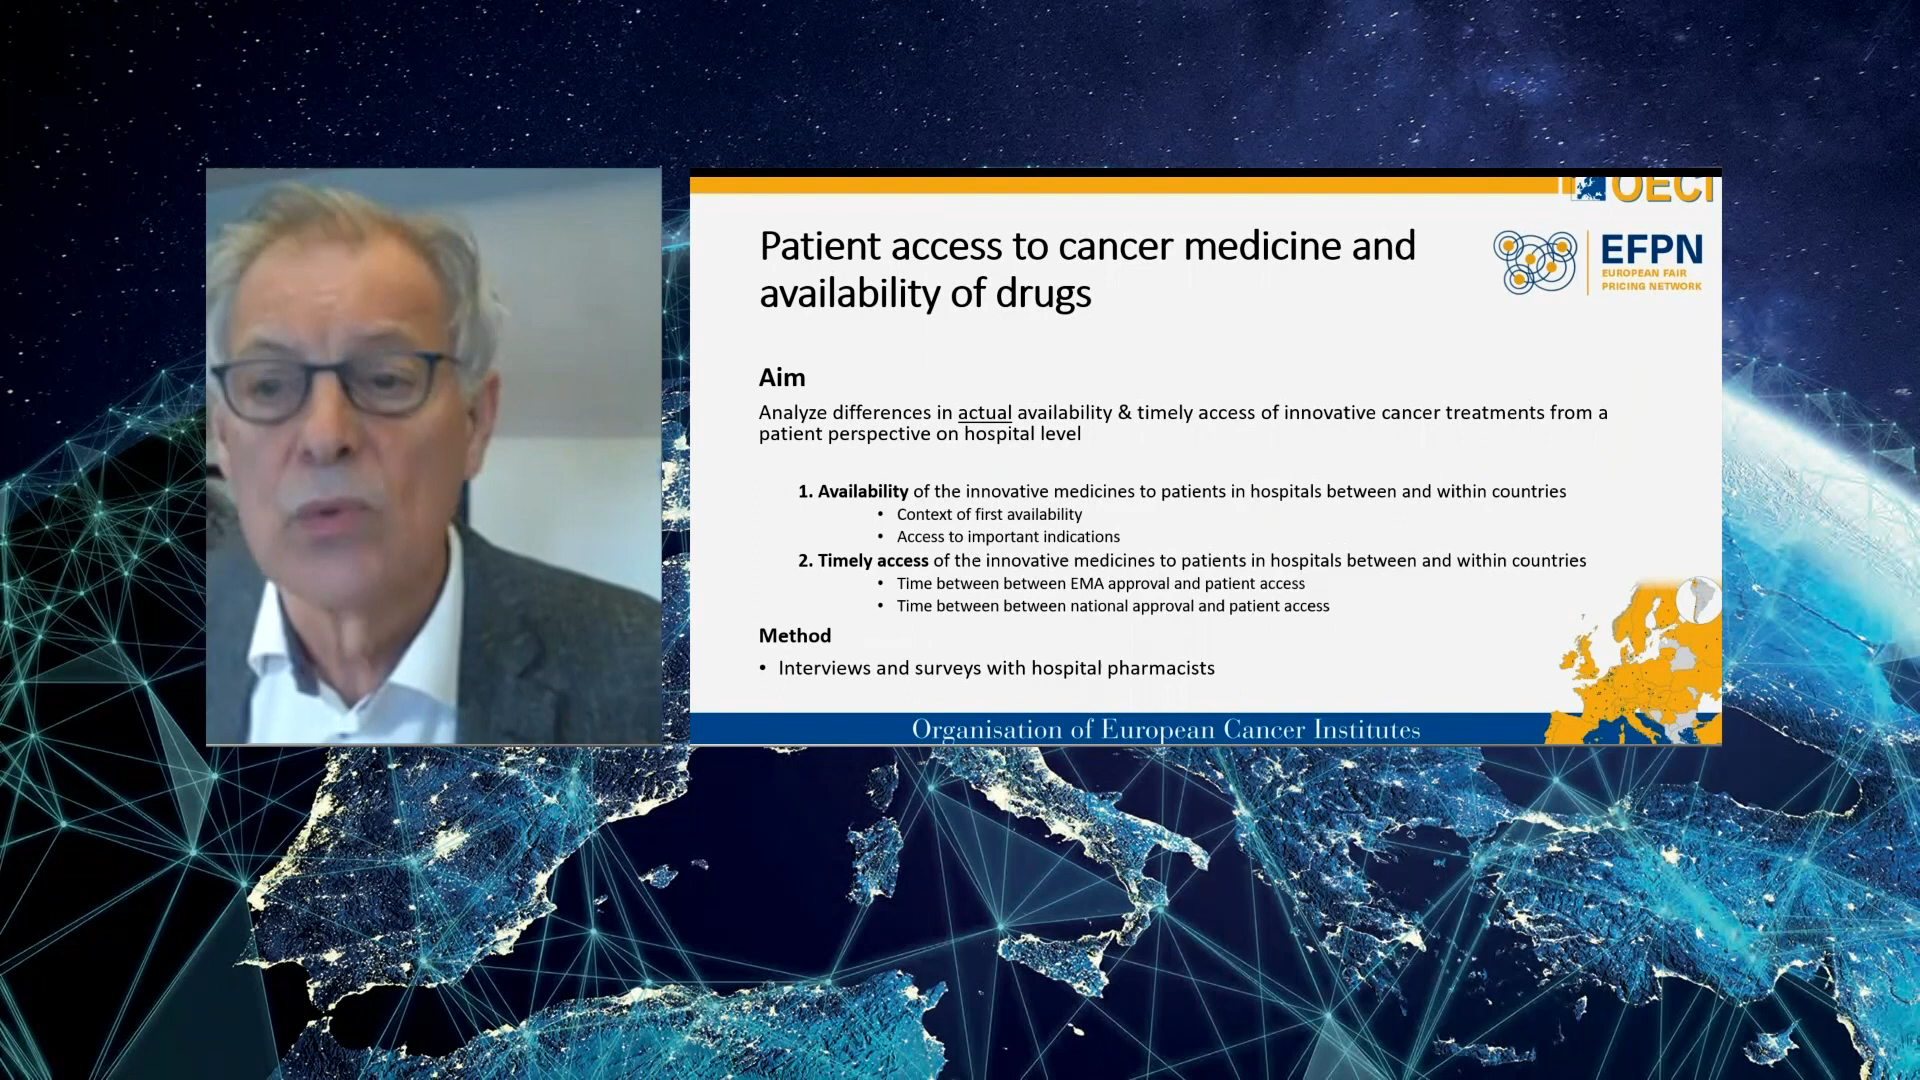 OECI
Patient access to cancer medicine and
availability of drugs
EFPN
EUROPEAN FAIR
PRICING NETWORK
Aim
Analyze differences in actual availability & timely access of innovative cancer treatments from a
patient perspective on hospital level
1. Availability of the innovative medicines to patients in hospitals between and within countries
• Context of first availability
• Access to important indications
2. Timely access of the innovative medicines to patients in hospitals between and within countries
• Time between between EMA approval and patient access
• Time between between national approval and patient access
Method
• Interviews and surveys with hospital pharmacists
Organisation of European Cancer Institutes